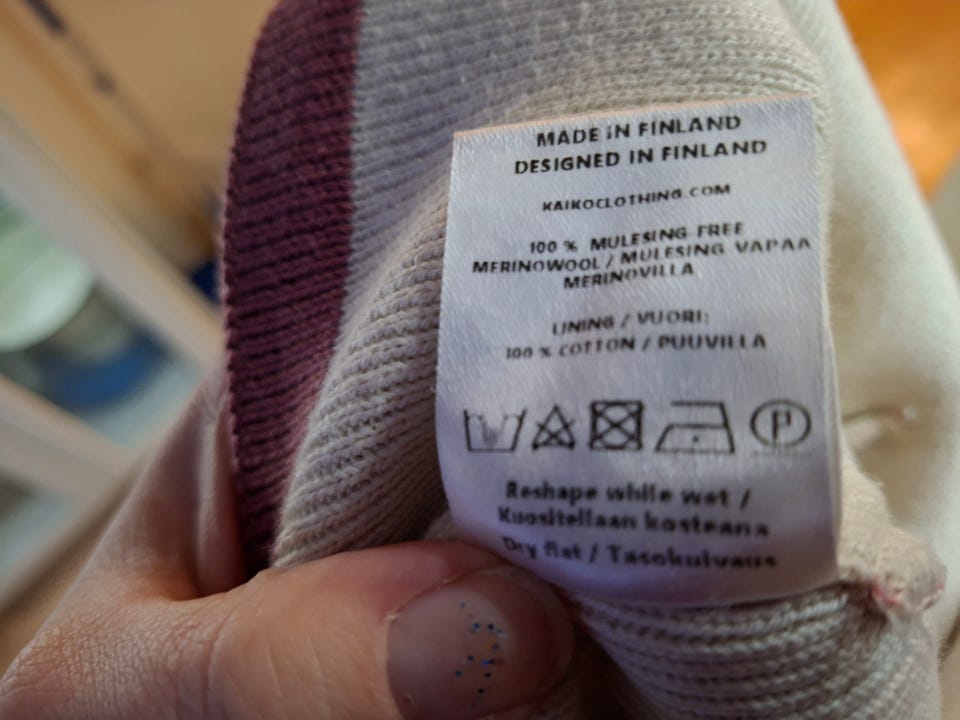 MADE IN FINLAND
DESIGNED IN FINLAND
KAIKOCLOTHING.COM
100 % MULESING-FREE
MERINOWOOL / MULESING VAPAA
MERINOVILLA
LINING / VUORI:
100 % COTTON / PUUVILLA
P
Reshape while wet /
Muositellaan kosteana
Dry flat / Tasokuivaus